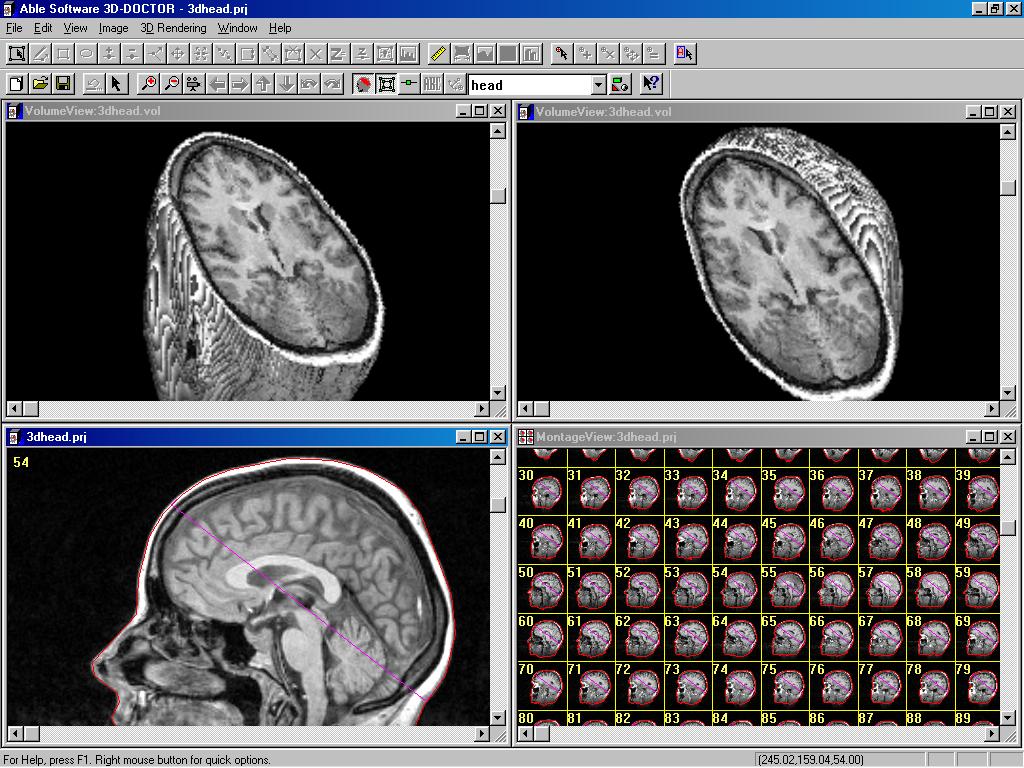 Able Software 3D-DOCTOR - 3dhead.prj
File Edit View Image 3D Rendering Window Help
ABC
head
VolumeView:3dhead.vol
VolumeView:3dhead.vol
3dhead.prj
54
MontageView:3dhead.prj
30 31 32 33 34 35 36 37 38 39
40 41 42 43 44 45 46 47 48 49
50 51 52 53 54 55 56 57 58 59
60 61 62 63 64 65 66 67 68 69
70 71 72 73 74 75 76 77 78 79
80 81 82 83 84 85 86 87 88 89
For Help, press F1. Right mouse button for quick options.
(245.02,159.04,54.00)